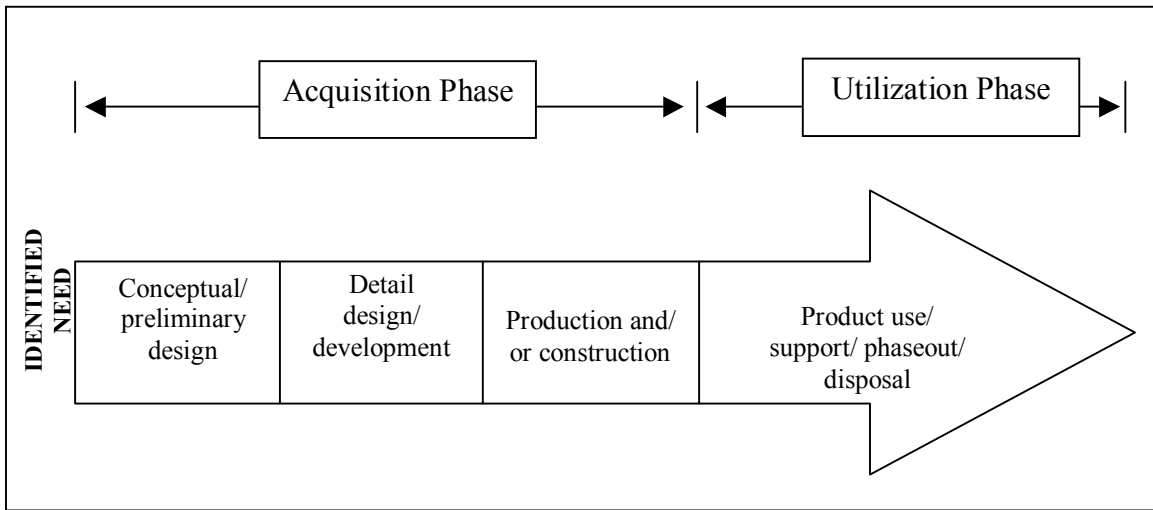 Acquisition Phase
Utilization Phase
IDENTIFIED
NEED
Conceptual/
preliminary
design
Detail
design/
development
Production and/
or construction
Product use/
support/ phaseout/
disposal